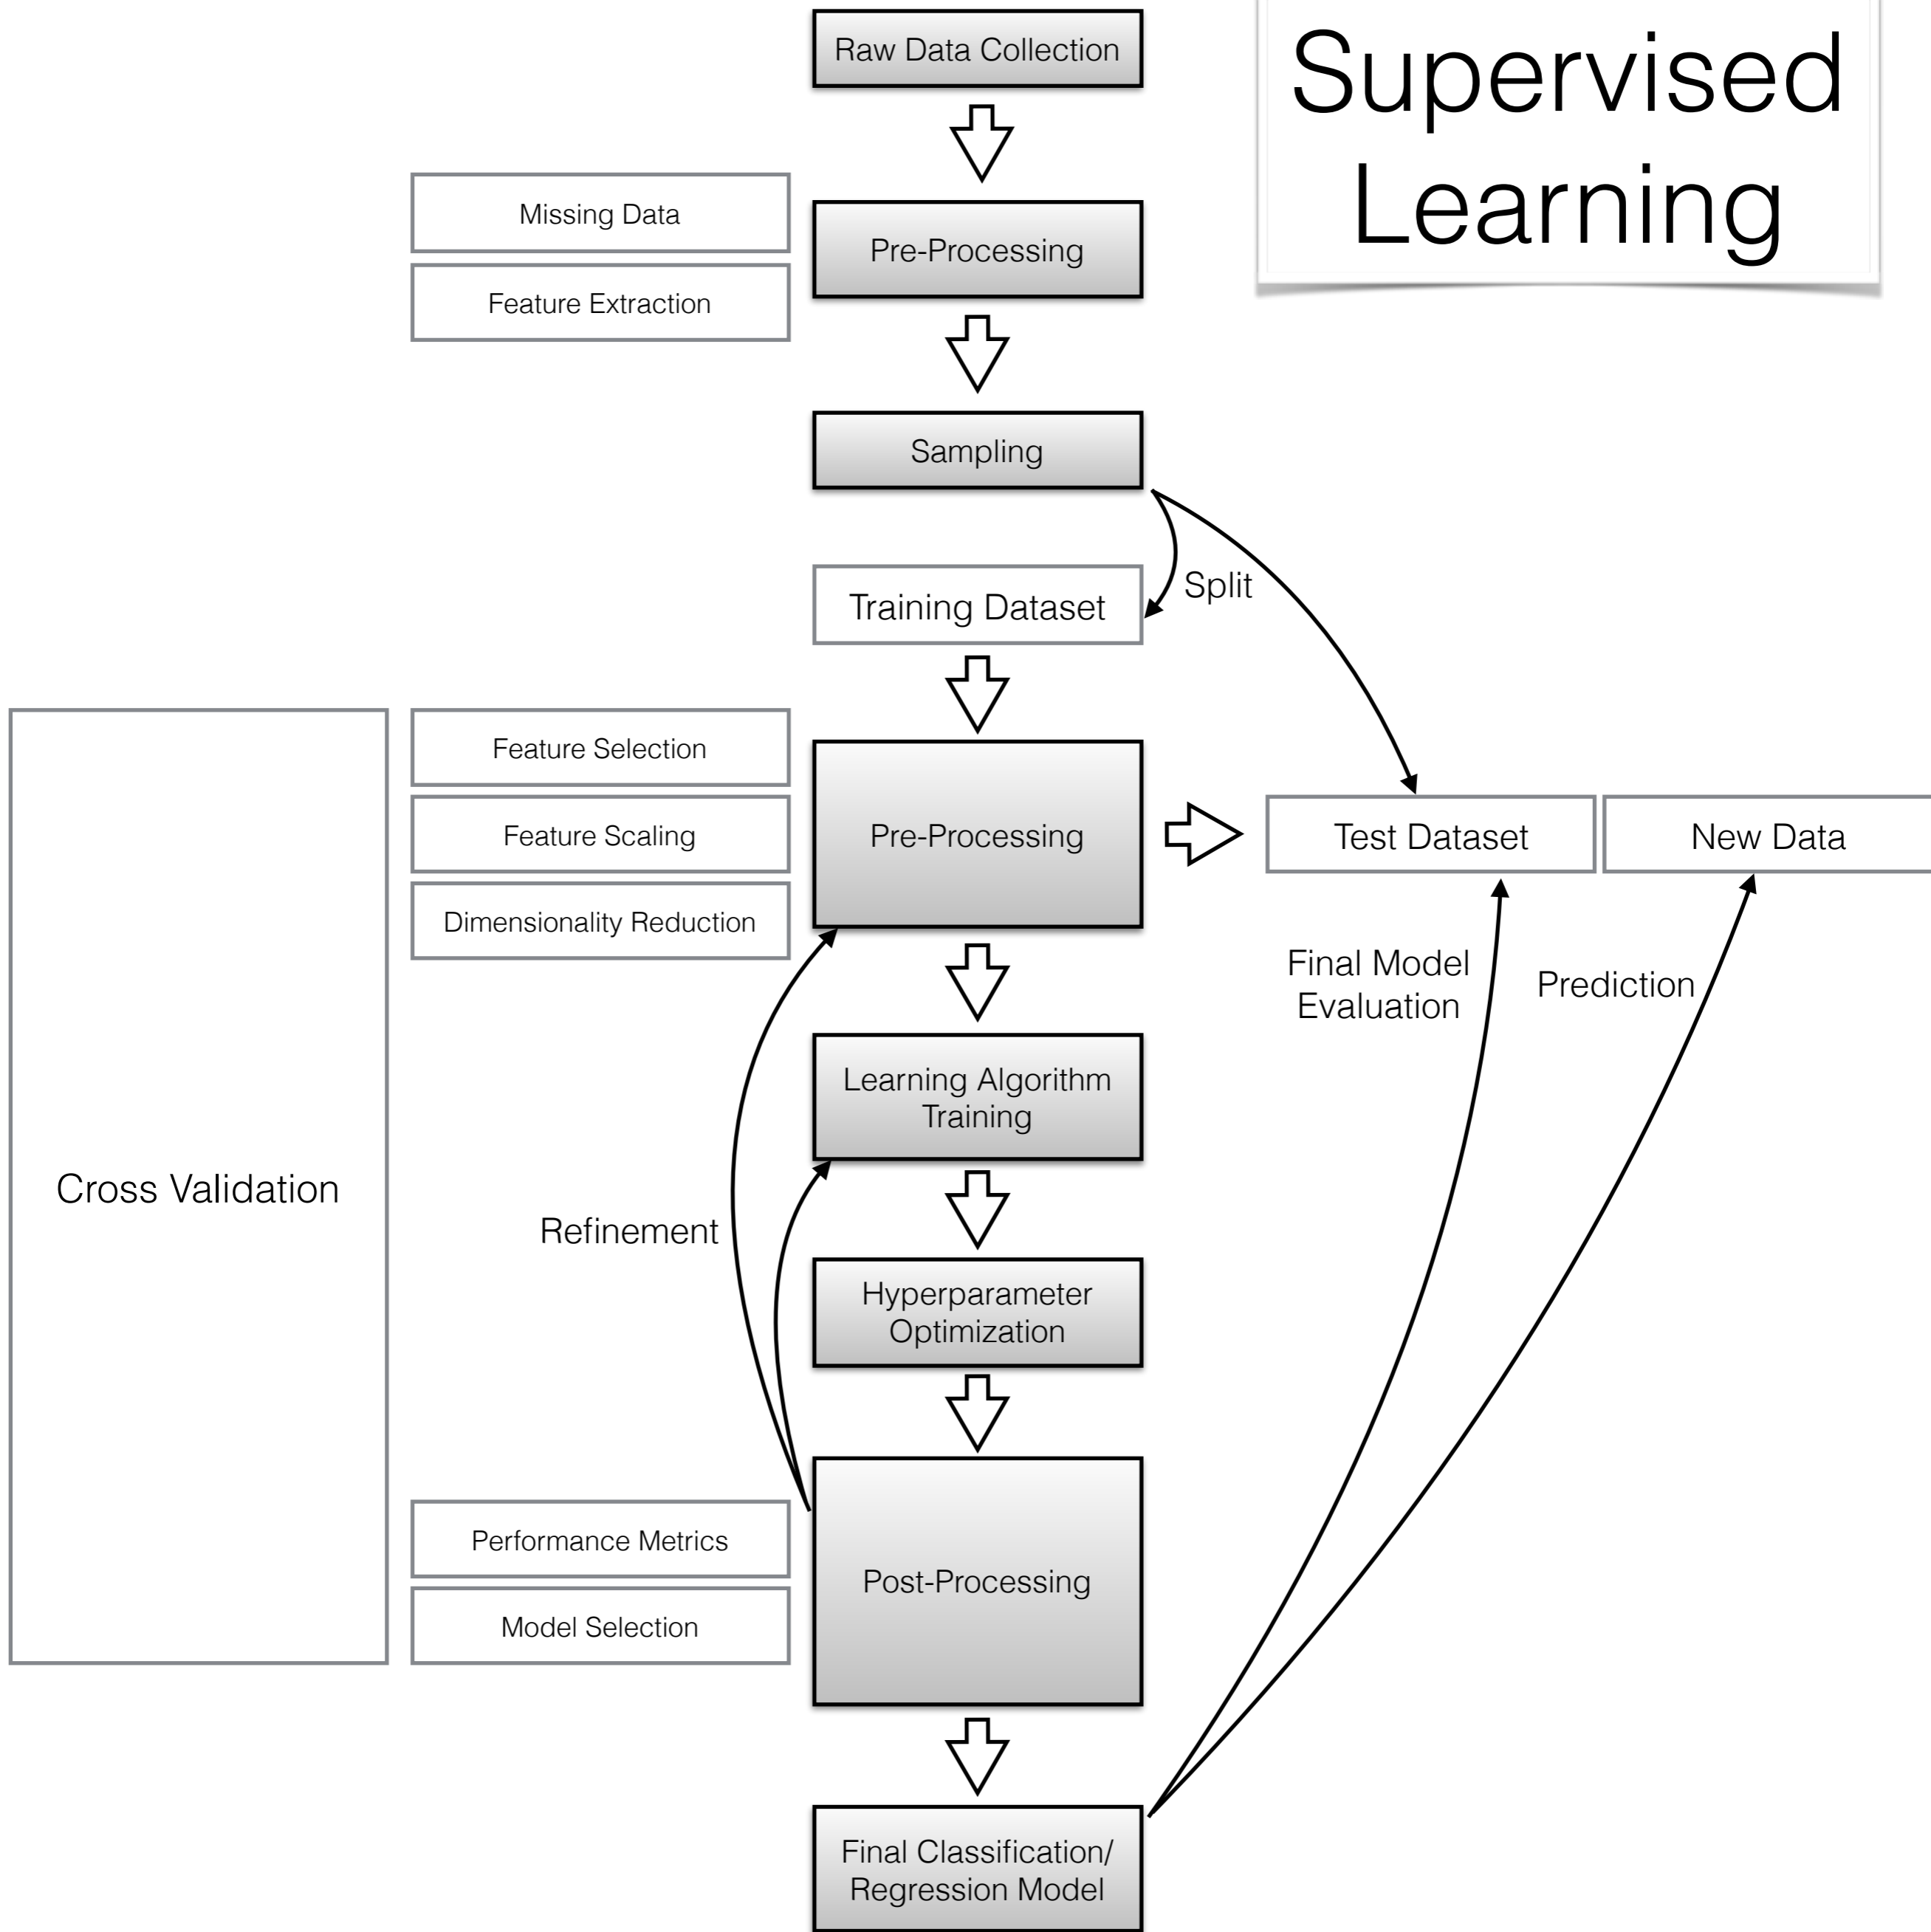 Supervised
Learning
Raw Data Collection
Missing Data
Pre-Processing
Feature Extraction
Sampling
Split
Training Dataset
Feature Selection
Feature Scaling
Pre-Processing
Test Dataset
New Data
Dimensionality Reduction
Final Model
Evaluation
Prediction
Learning Algorithm
Training
Cross Validation
Refinement
Hyperparameter
Optimization
Performance Metrics
Post-Processing
Model Selection
Final Classification/
Regression Model